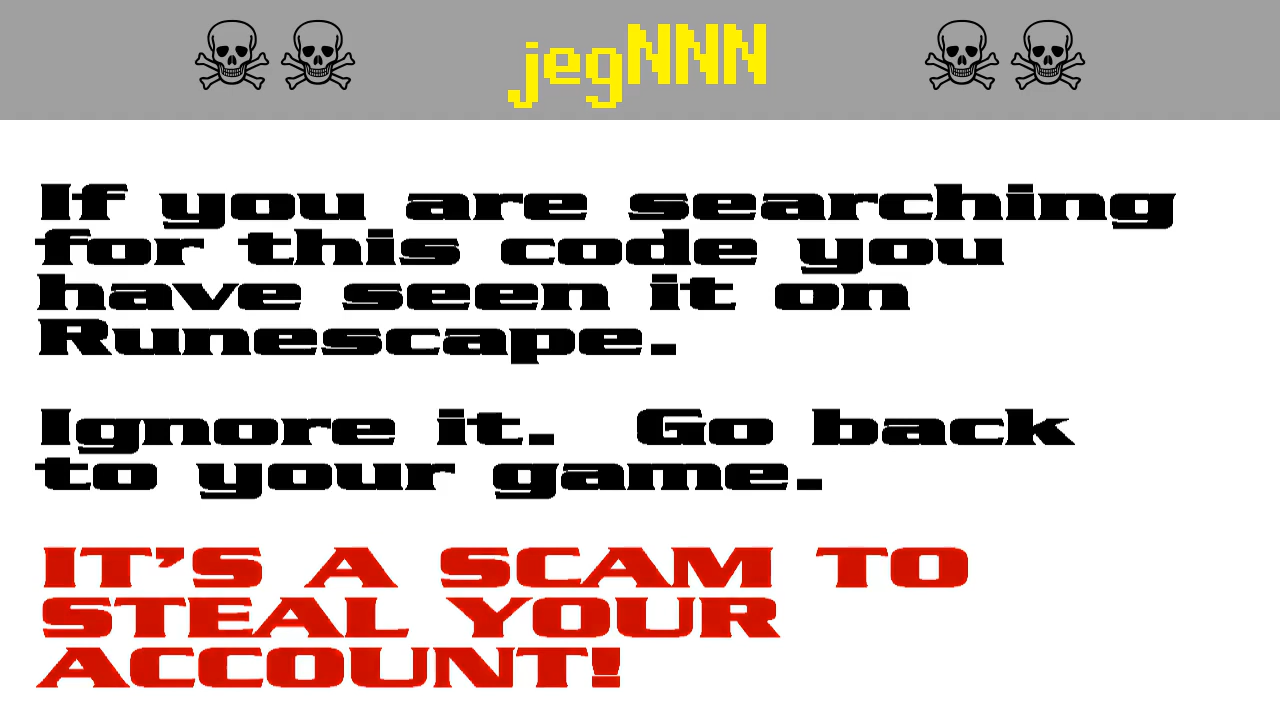 jegNNN
If you are searching
for this code you
have seen it on
Runescape.
Ignore it. Go back
to your game.
IT'S A SCAM TO
STEAL YOUR
ACCOUNT!